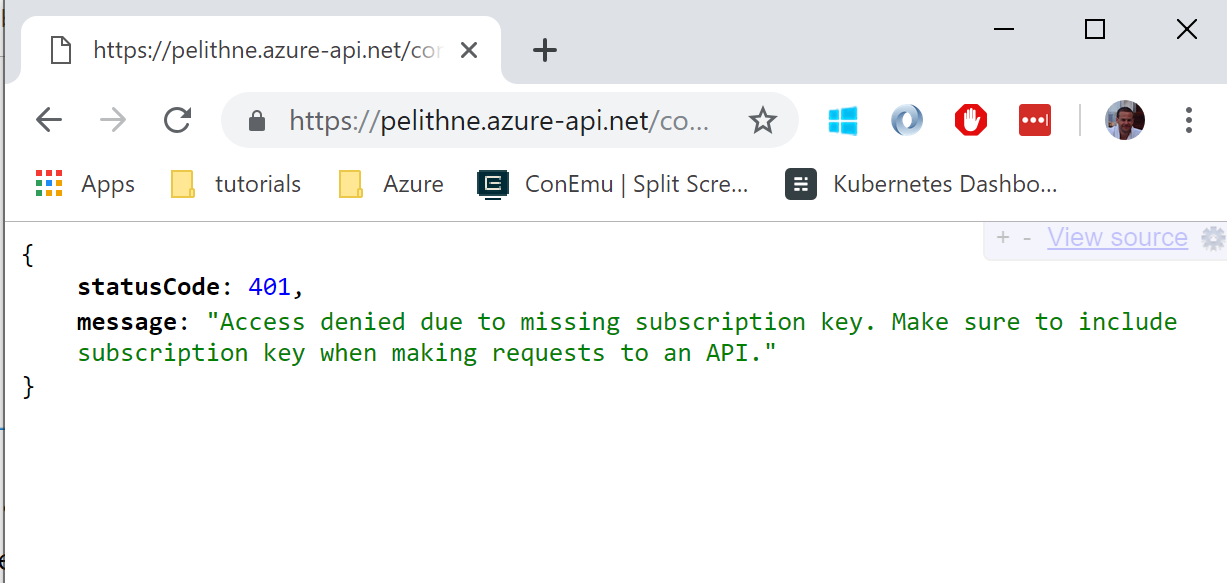 https://pelithne.azure-api.net/cor
https://pelithne.azure-api.net/co...
Apps tutorials Azure ConEmu | Split Scre... Kubernetes Dashbo...
+ - View source
{
statusCode: 401,
message: "Access denied due to missing subscription key. Make sure to include
subscription key when making requests to an API."
}